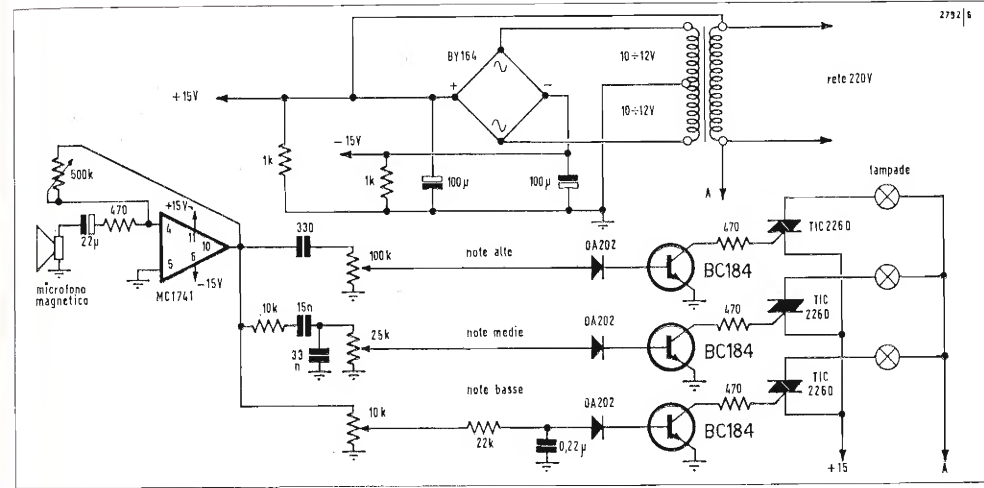 2792|6
BY164
10÷12V
10÷12V
rete 220V
+
-
+15V
-15V
1k
1k
100µ
100µ
A
lampade
500k
+15V
470
22µ
4
11
10
6
5
-15V
MC1741
microfono
magnetico
330
100k
note alte
OA202
470
TIC226D
BC184
10k
15n
33
n
25k
note medie
OA202
470
TIC
226D
BC184
10k
note basse
22k
0,22µ
OA202
470
TIC
226D
BC184
+15
A